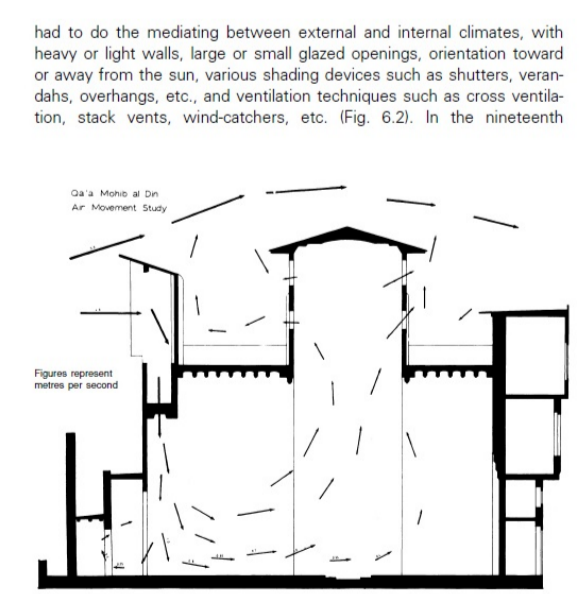 had to do the mediating between external and internal climates, with
heavy or light walls, large or small glazed openings, orientation toward
or away from the sun, various shading devices such as shutters, veran-
dahs, overhangs, etc., and ventilation techniques such as cross ventila-
tion, stack vents, wind-catchers, etc. (Fig. 6.2). In the nineteenth
Qa'a Mohib al Din
Air Movement Study
Figures represent
metres per second